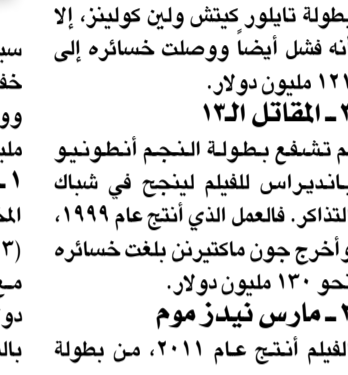 بطولة تايلور كيتش ولين كولينز، إلا
أنه فشل أيضاً ووصلت خسائره إلى
١٢١ مليون دولار.
٣ ـ المقاتل الـ١٣
لم تشفع بطولة النجم أنطونيو
بانديراس للفيلم لينجح في شباك
التذاكر. فالعمل الذي أنتج عام ١٩٩٩،
وأخرج جون ماكتيرنن بلغت خسائره
نحو ١٣٠ مليون دولار.
٢ ـ مارس نيدز موم
الفيلم أنتج عام ٢٠١١، من بطولة